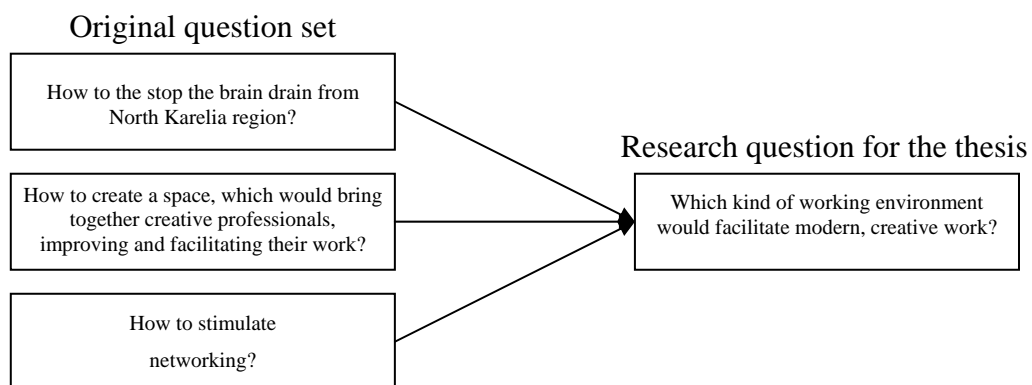 Original question set
How to the stop the brain drain from
North Karelia region?
How to create a space, which would bring
together creative professionals,
improving and facilitating their work?
How to stimulate
networking?
Research question for the thesis
Which kind of working environment
would facilitate modern, creative work?